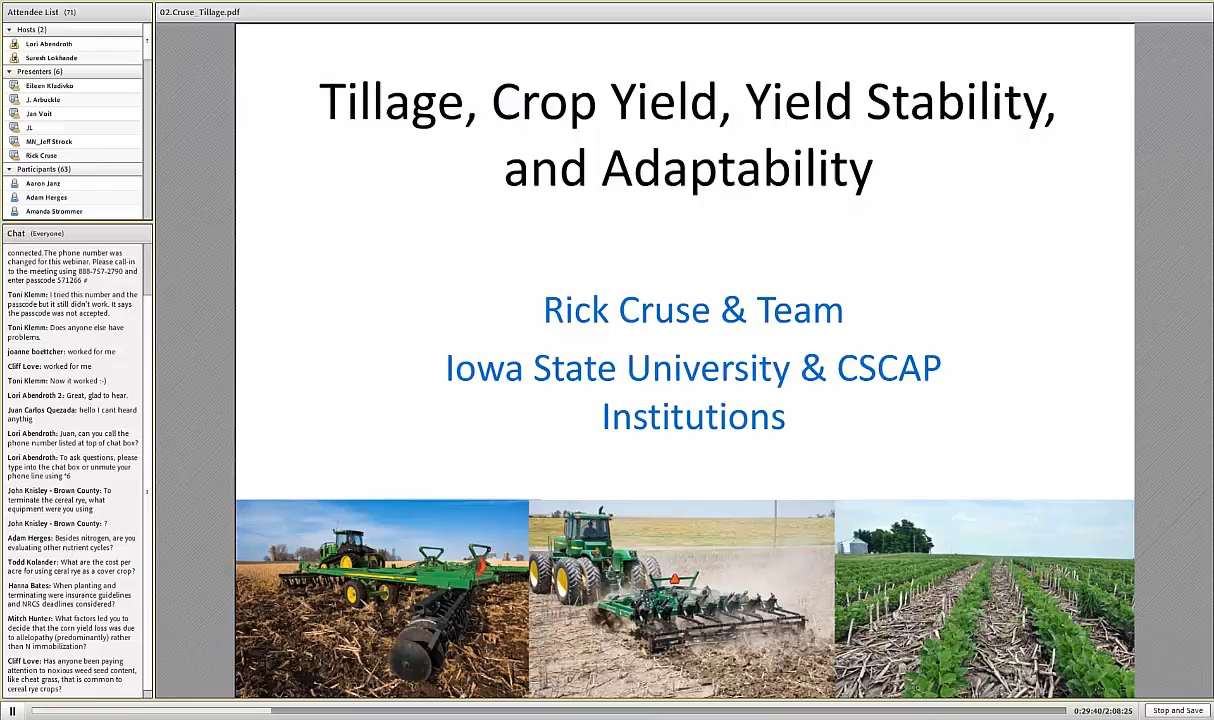 Attendee List (71)
Hosts (2)
Lori Abendroth
Suresh Lokhande
Presenters (6)
Eileen Kladivko
J. Arbuckle
Jan Voit
JL
MN_Jeff Strock
Rick Cruse
Participants (63)
Aaron Janz
Adam Herges
Amanda Strommer
Chat (Everyone)
connected.The phone number was
changed for this webinar. Please call-in
to the meeting using 888-757-2790 and
enter passcode 571266 #
Toni Klemm: I tried this number and the
passcode but it still didn't work. It says
the passcode was not accepted.
Toni Klemm: Does anyone else have
problems.
joanne boettcher: worked for me
Cliff Love: worked for me
Toni Klemm: Now it worked :-)
Lori Abendroth 2: Great, glad to hear.
Juan Carlos Quezada: hello I cant heard
anythig
Lori Abendroth: Juan, can you call the
phone number listed at top of chat box?
Lori Abendroth: To ask questions, please
type into the chat box or unmute your
phone line using *6
John Knisley - Brown County: To
terminate the cereal rye, what
equipment were you using
John Knisley - Brown County: ?
Adam Herges: Besides nitrogen, are you
evaluating other nutrient cycles?
Todd Kolander: What are the cost per
acre for using ceral rye as a cover crop?
Hanna Bates: When planting and
terminating were insurance guidelines
and NRCS deadlines considered?
Mitch Hunter: What factors led you to
decide that the corn yield loss was due
to allelopathy (predominantly) rather
than N immobilization?
Cliff Love: Has anyone been paying
attention to noxious weed seed content,
like cheat grass, that is common to
cereal rye crops?
02.Cruse_Tillage.pdf
Tillage, Crop Yield, Yield Stability,
and Adaptability
Rick Cruse & Team
Iowa State University & CSCAP
Institutions
0:29:40/2:08:25
Stop and Save